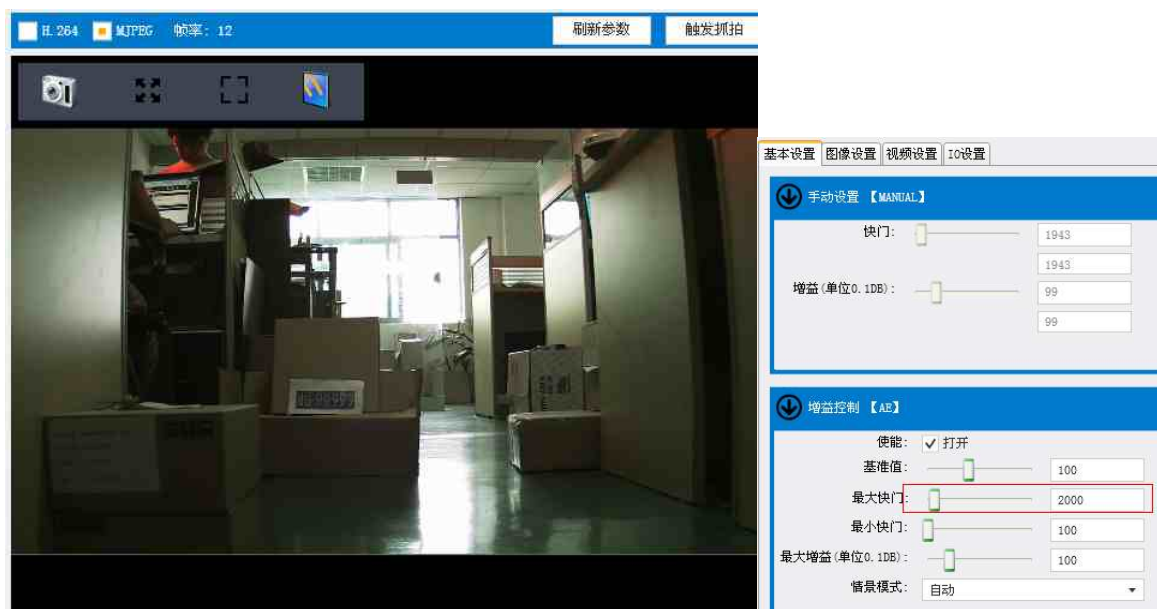 H.264 MJPEG 帧率: 12 刷新参数 触发抓拍
基本设置 图像设置 视频设置 IO设置
手动设置 【MANUAL】
快门: 1943
1943
增益(单位0.1DB): 99
99
增益控制 【AE】
使能: 打开
基准值: 100
最大快门: 2000
最小快门: 100
最大增益(单位0.1DB): 100
情景模式: 自动